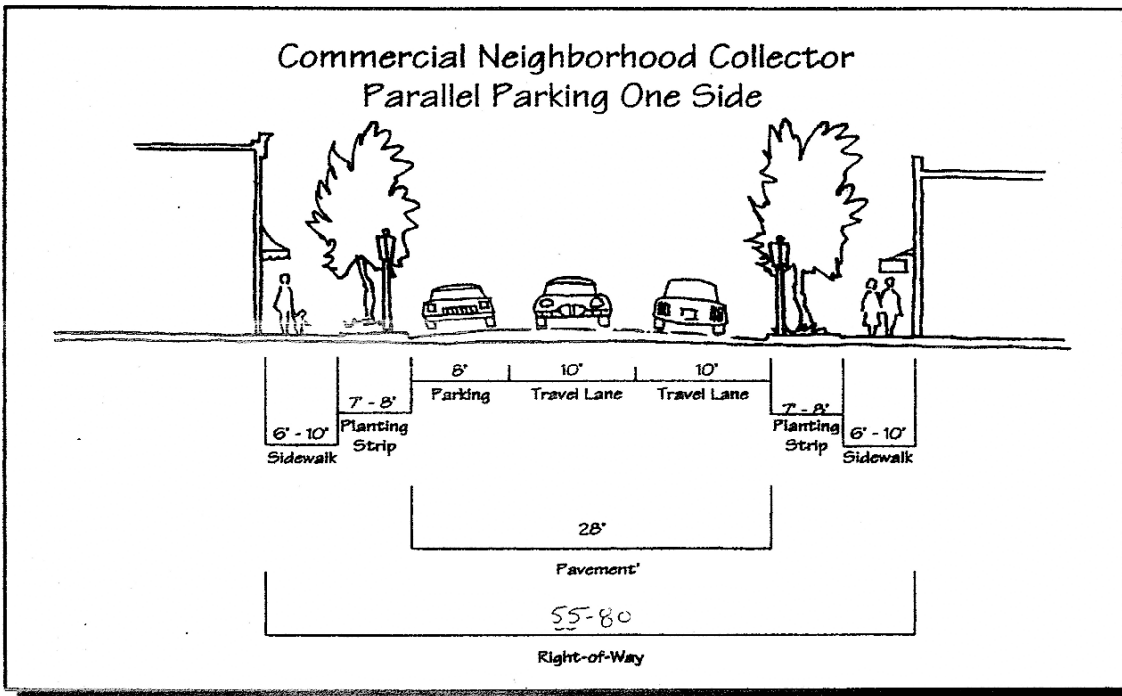 Commercial Neighborhood Collector
Parallel Parking One Side
8'
Parking
10'
Travel Lane
10'
Travel Lane
7' - 8'
Planting
Strip
7' - 8'
Planting
Strip
6' - 10'
Sidewalk
6' - 10'
Sidewalk
28'
Pavement'
55-80
Right-of-Way